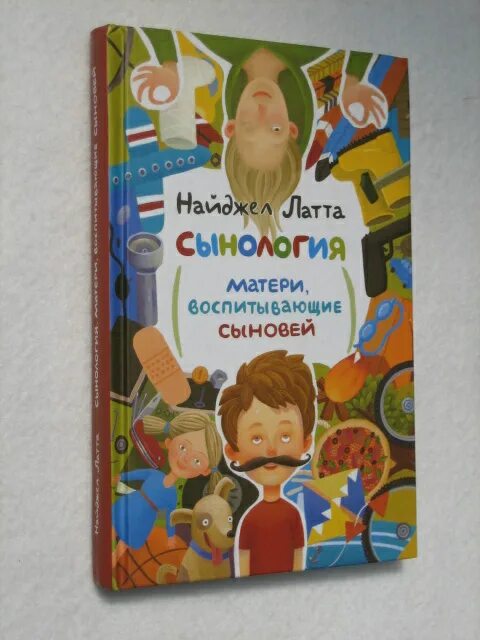 Найджел Латта
Сынология
матери,
воспитывающие
сыновей
Найджел Латта Сынология. Матери, воспитывающие сыновей